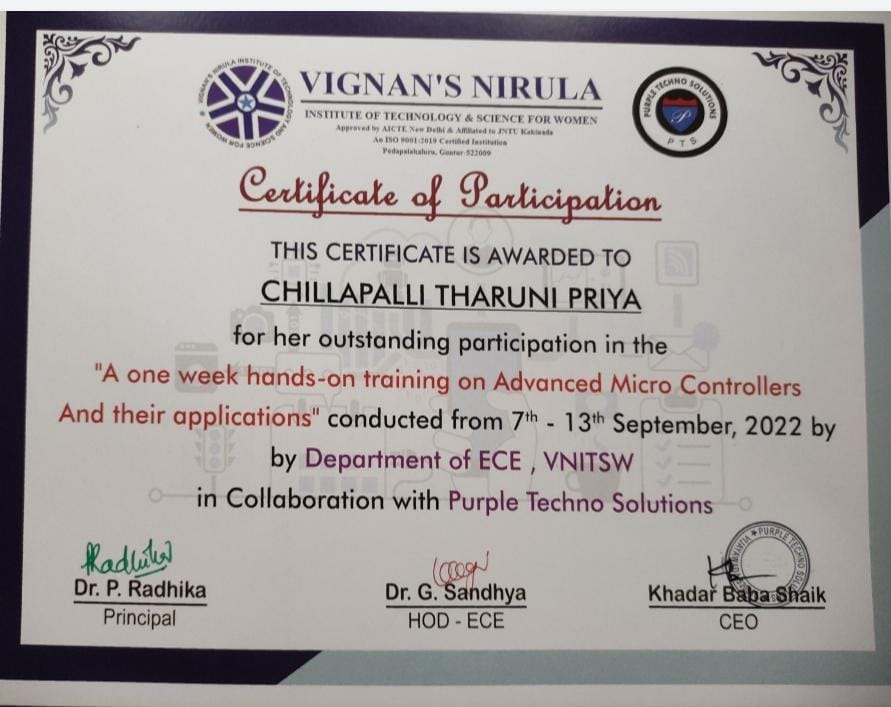 VIGNAN'S NIRULA INSTITUTE OF TECHNOLOGY AND SCIENCE FOR WOMEN
VIGNAN'S NIRULA
INSTITUTE OF TECHNOLOGY & SCIENCE FOR WOMEN
Approved by AICTE New Delhi & Affiliated to JNTU Kakinada
An ISO 9001:2019 Certified Institution
Pedapalakaluru, Guntur-522009
PURPLE TECHNO SOLUTIONS
P
PTS
Certificate of Participation
THIS CERTIFICATE IS AWARDED TO
CHILLAPALLI THARUNI PRIYA
for her outstanding participation in the
"A one week hands-on training on Advanced Micro Controllers
And their applications" conducted from 7th - 13th September, 2022 by
by Department of ECE , VNITSW
in Collaboration with Purple Techno Solutions
PRadhika
Dr. P. Radhika
Principal
Dr. G. Sandhya
HOD - ECE
PURPLE TECHNO
Khadar Baba Shaik
CEO